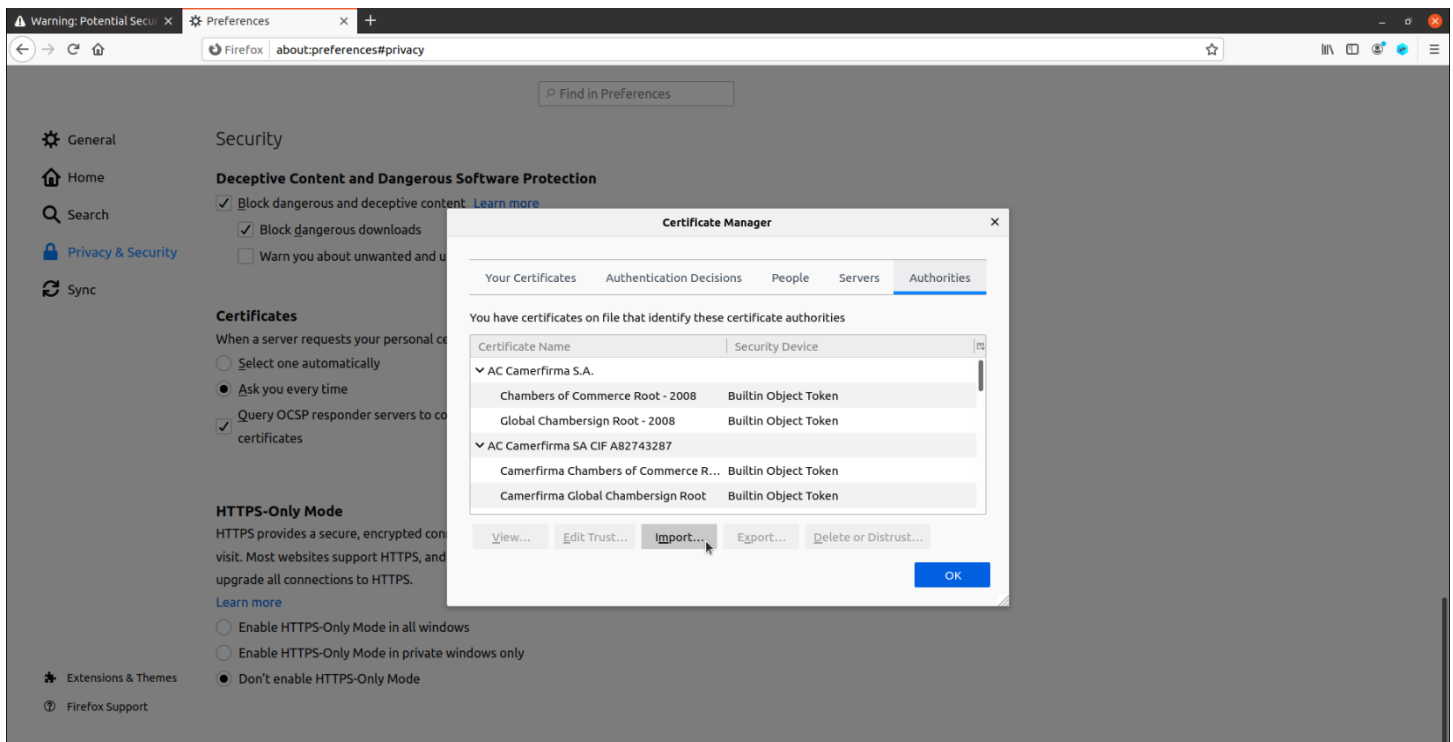 Warning: Potential Secur
Preferences
Firefox about:preferences#privacy
Find in Preferences
General
Home
Search
Privacy & Security
Sync
Extensions & Themes
Firefox Support
Security
Deceptive Content and Dangerous Software Protection
Block dangerous and deceptive content Learn more
Block dangerous downloads
Warn you about unwanted and u
Certificates
When a server requests your personal ce
Select one automatically
Ask you every time
Query OCSP responder servers to co
certificates
HTTPS-Only Mode
HTTPS provides a secure, encrypted con
visit. Most websites support HTTPS, and
upgrade all connections to HTTPS.
Learn more
Enable HTTPS-Only Mode in all windows
Enable HTTPS-Only Mode in private windows only
Don't enable HTTPS-Only Mode
Certificate Manager
Your Certificates Authentication Decisions People Servers Authorities
You have certificates on file that identify these certificate authorities
Certificate Name Security Device
AC Camerfirma S.A.
Chambers of Commerce Root - 2008 Builtin Object Token
Global Chambersign Root - 2008 Builtin Object Token
AC Camerfirma SA CIF A82743287
Camerfirma Chambers of Commerce R... Builtin Object Token
Camerfirma Global Chambersign Root Builtin Object Token
View... Edit Trust... Import... Export... Delete or Distrust...
OK